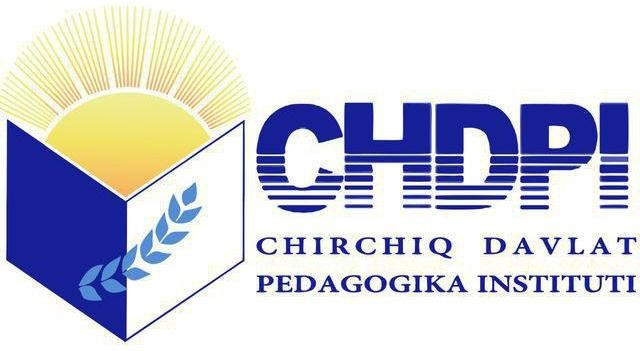 CHDPI
CHIRCHIQ DAVLAT
PEDAGOGIKA INSTITUTI